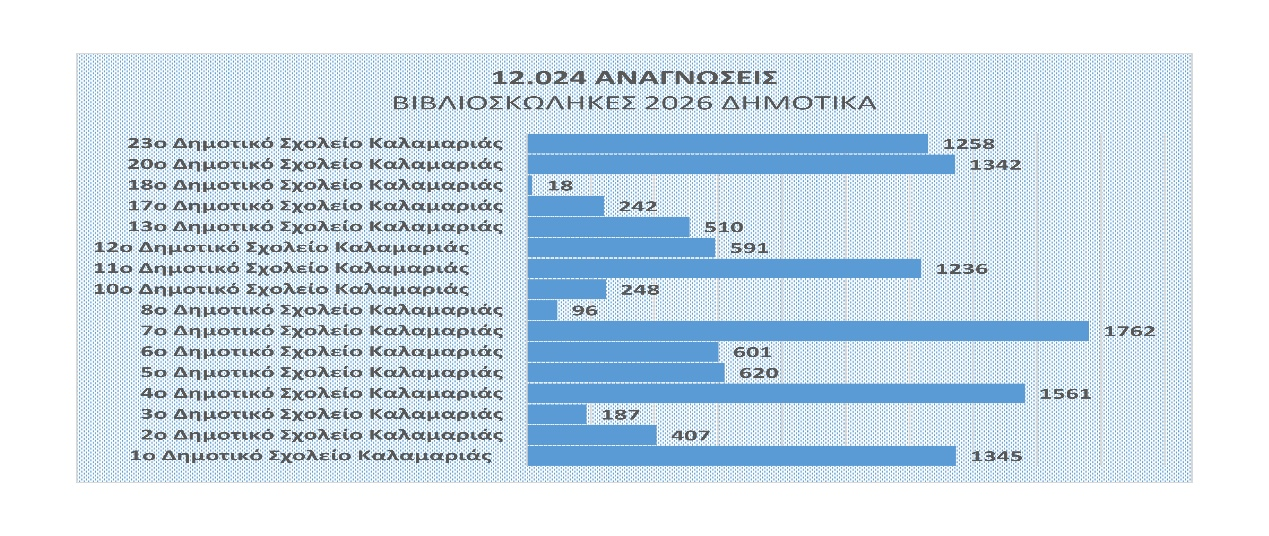 12.024 ΑΝΑΓΝΩΣΕΙΣ
ΒΙΒΛΙΟΣΚΩΛΗΚΕΣ 2026 ΔΗΜΟΤΙΚΑ
23ο Δημοτικό Σχολείο Καλαμαριάς 1258
20ο Δημοτικό Σχολείο Καλαμαριάς 1342
18ο Δημοτικό Σχολείο Καλαμαριάς 18
17ο Δημοτικό Σχολείο Καλαμαριάς 242
13ο Δημοτικό Σχολείο Καλαμαριάς 510
12ο Δημοτικό Σχολείο Καλαμαριάς 591
11ο Δημοτικό Σχολείο Καλαμαριάς 1236
10ο Δημοτικό Σχολείο Καλαμαριάς 248
8ο Δημοτικό Σχολείο Καλαμαριάς 96
7ο Δημοτικό Σχολείο Καλαμαριάς 1762
6ο Δημοτικό Σχολείο Καλαμαριάς 601
5ο Δημοτικό Σχολείο Καλαμαριάς 620
4ο Δημοτικό Σχολείο Καλαμαριάς 1561
3ο Δημοτικό Σχολείο Καλαμαριάς 187
2ο Δημοτικό Σχολείο Καλαμαριάς 407
1ο Δημοτικό Σχολείο Καλαμαριάς 1345